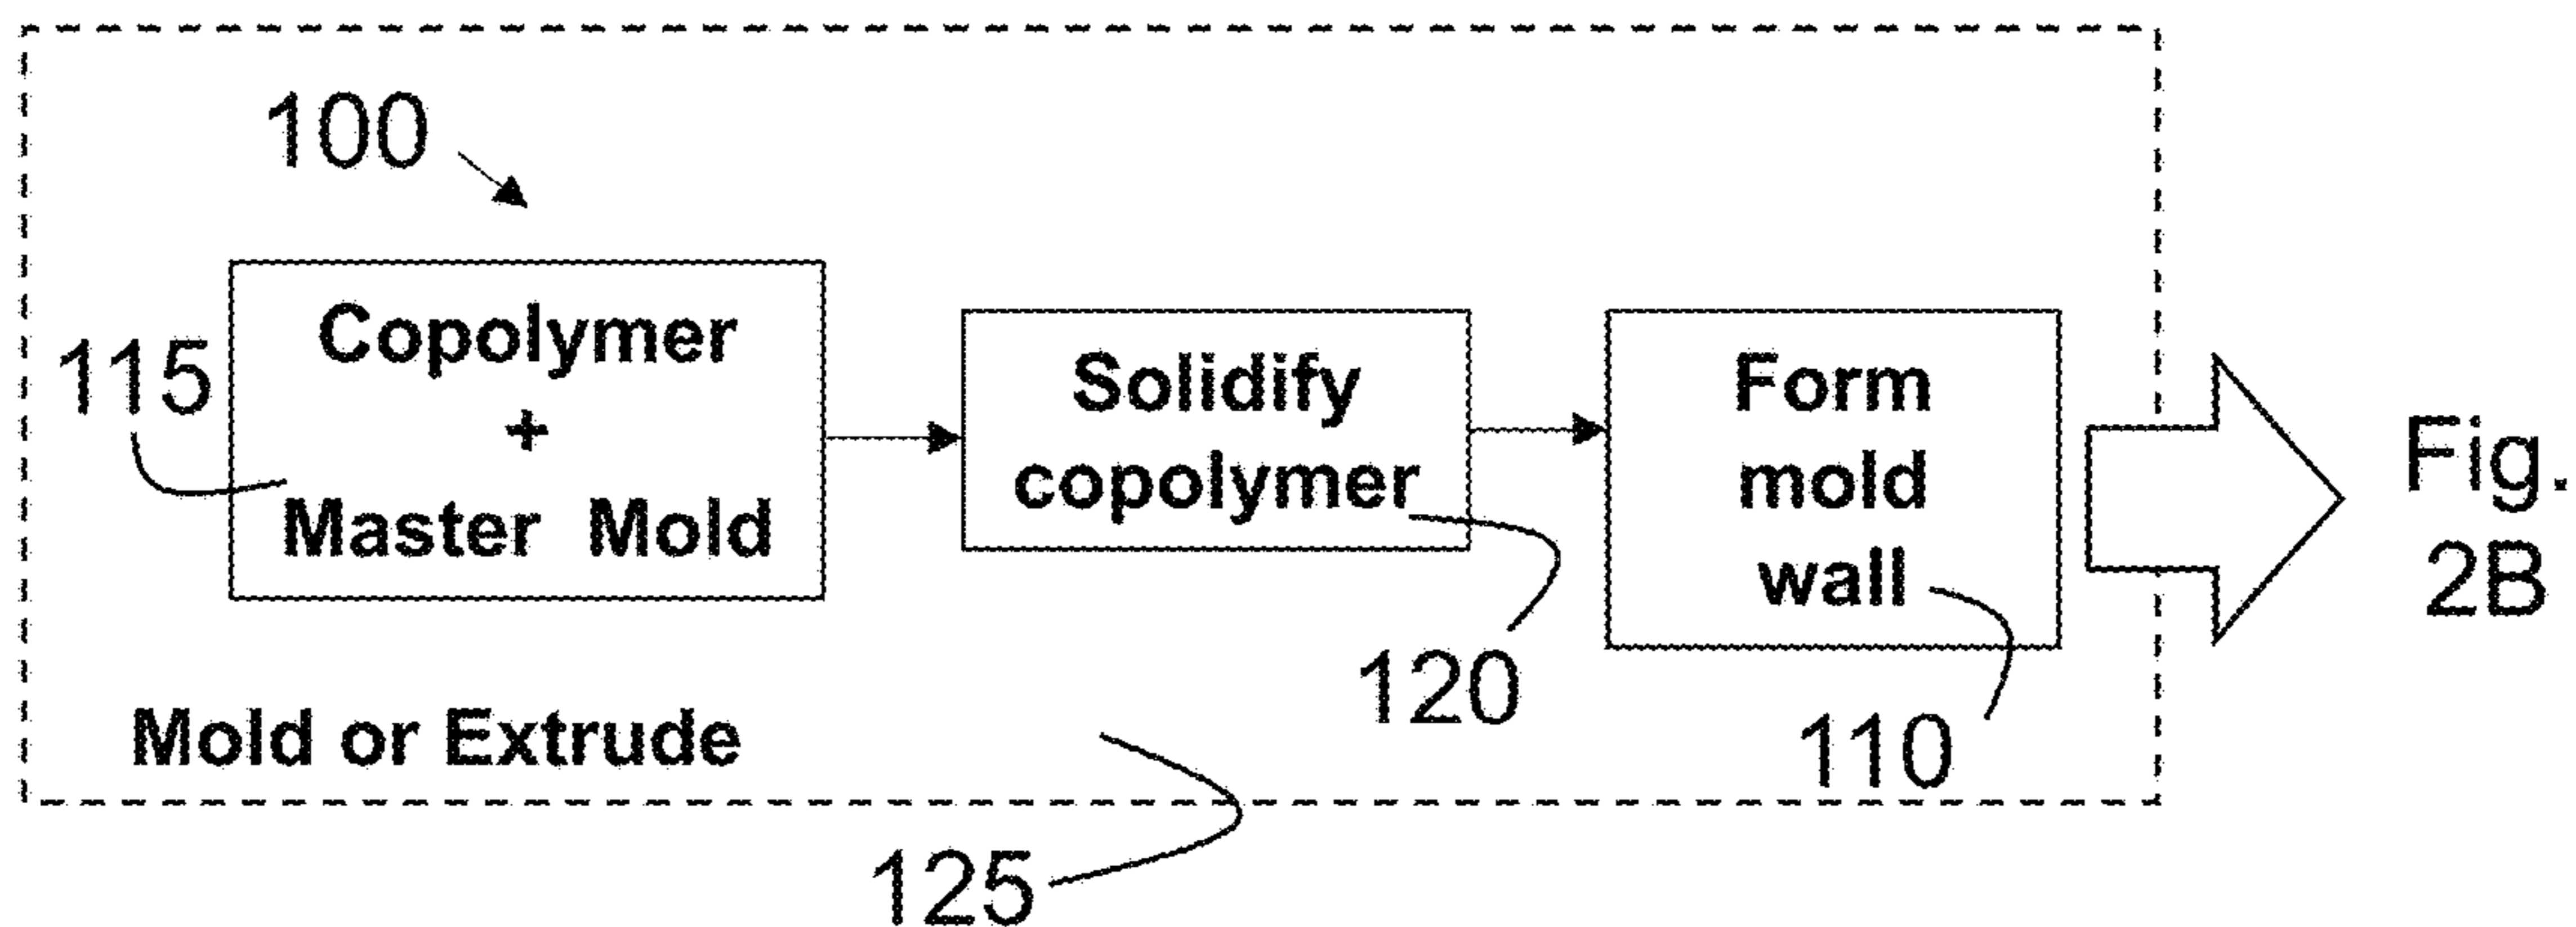 100
115
Copolymer
+
Master Mold
Solidify
copolymer
120
Form
mold
wall
110
Mold or Extrude
125
Fig.
2B